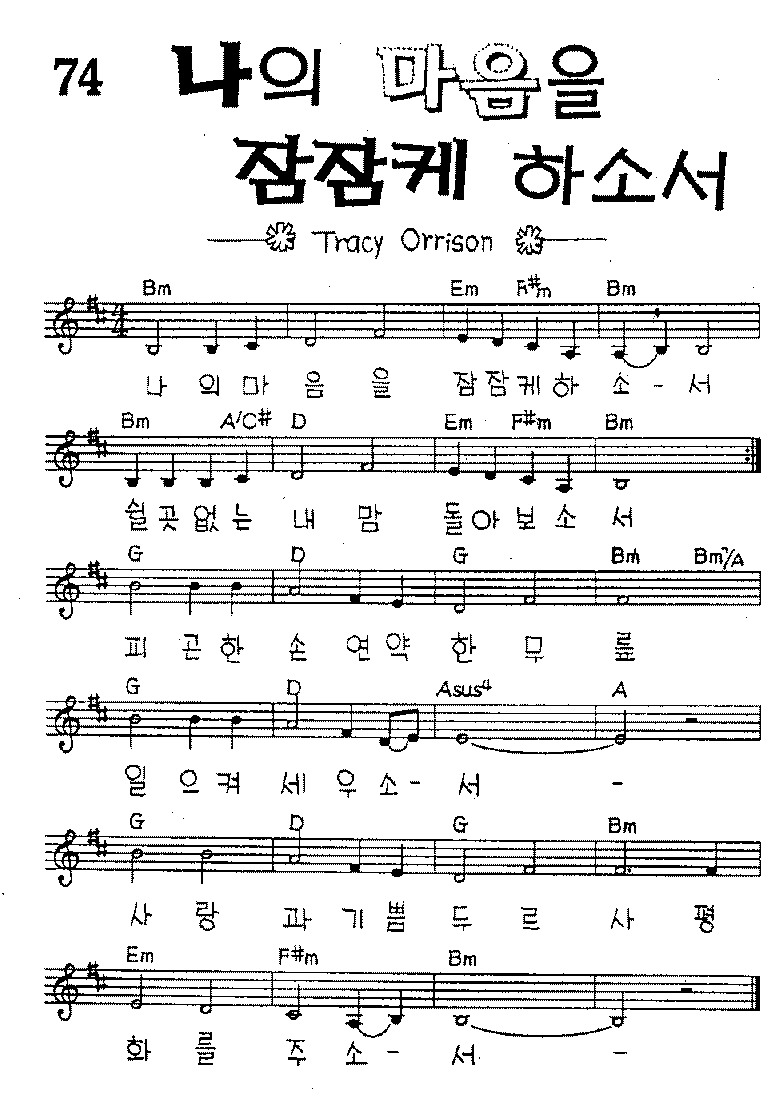 74 나의 마음을
잠잠케 하소서
Tracy Orrison
Bm Em F#m Bm
4
4
나 의 마 음 을 잠 잠 케 하 소 - 서
Bm A/C# D Em F#m Bm
쉴 곳 없 는 내 맘 돌 아 보 소 서
G D G Bm Bm7/A
피 곤 한 손 연 약 한 무 릎
G D Asus4 A
일 으 켜 세 우 소 - 서 -
G D G Bm
사 랑 과 기 쁨 두 르 사 평
Em F#m Bm
화 를 주 소 - 서 -